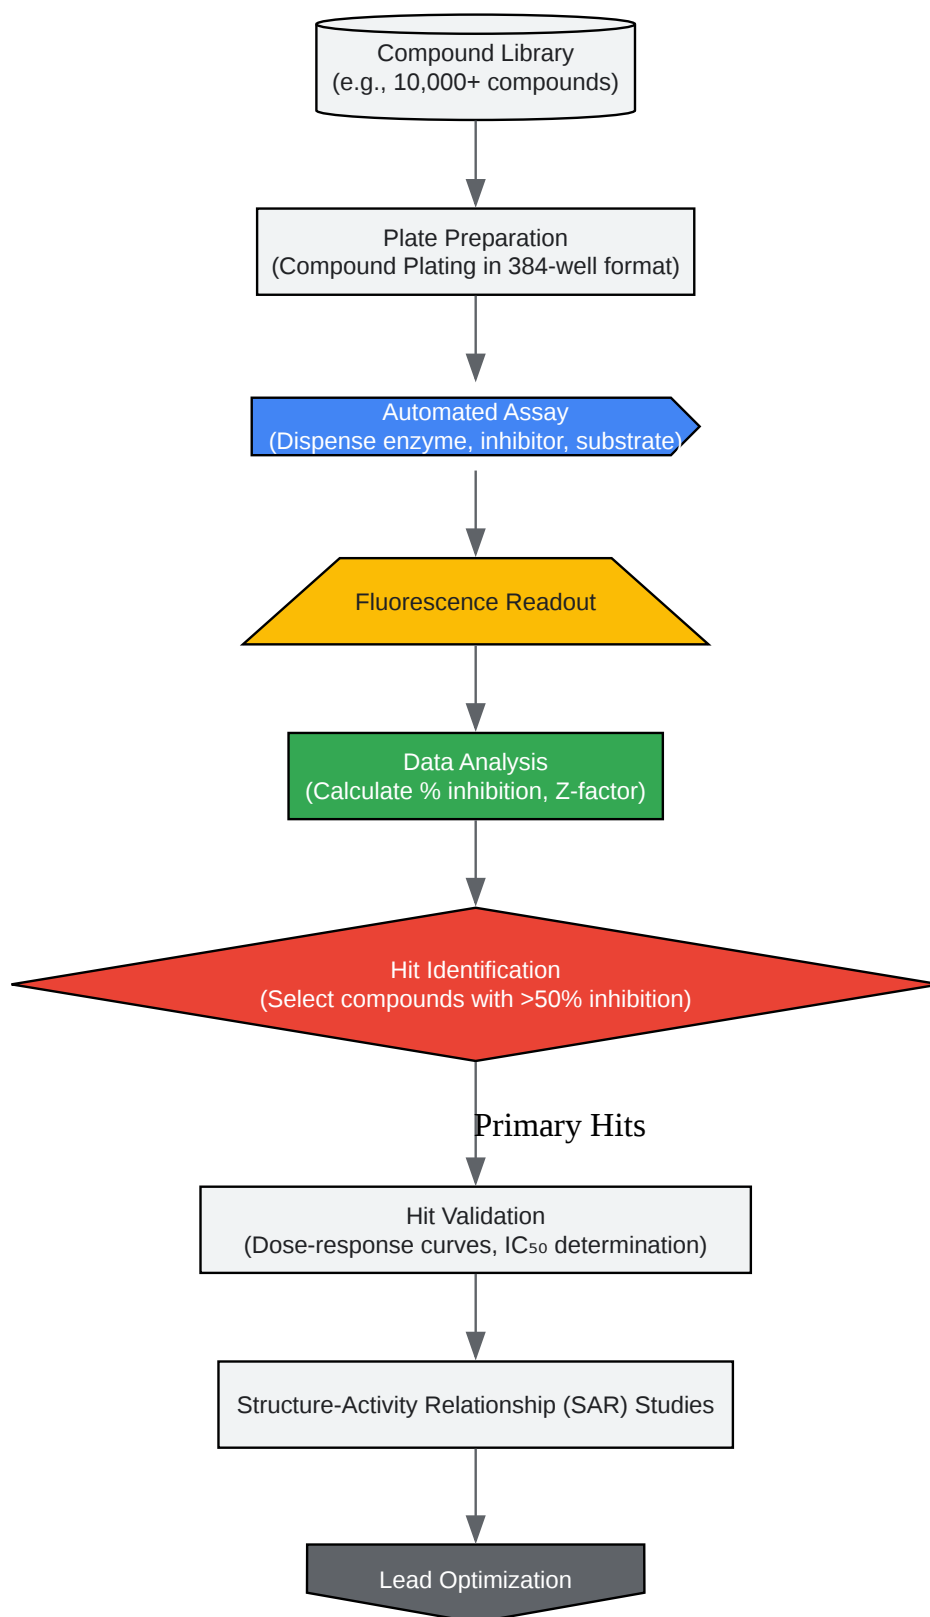 Compound Library
(e.g., 10,000+ compounds)
Plate Preparation
(Compound Plating in 384-well format)
Automated Assay
(Dispense enzyme, inhibitor, substrate)
Fluorescence Readout
Data Analysis
(Calculate % inhibition, Z-factor)
Hit Identification
(Select compounds with >50% inhibition)
Primary Hits
Hit Validation
(Dose-response curves, IC₅₀ determination)
Structure-Activity Relationship (SAR) Studies
Lead Optimization